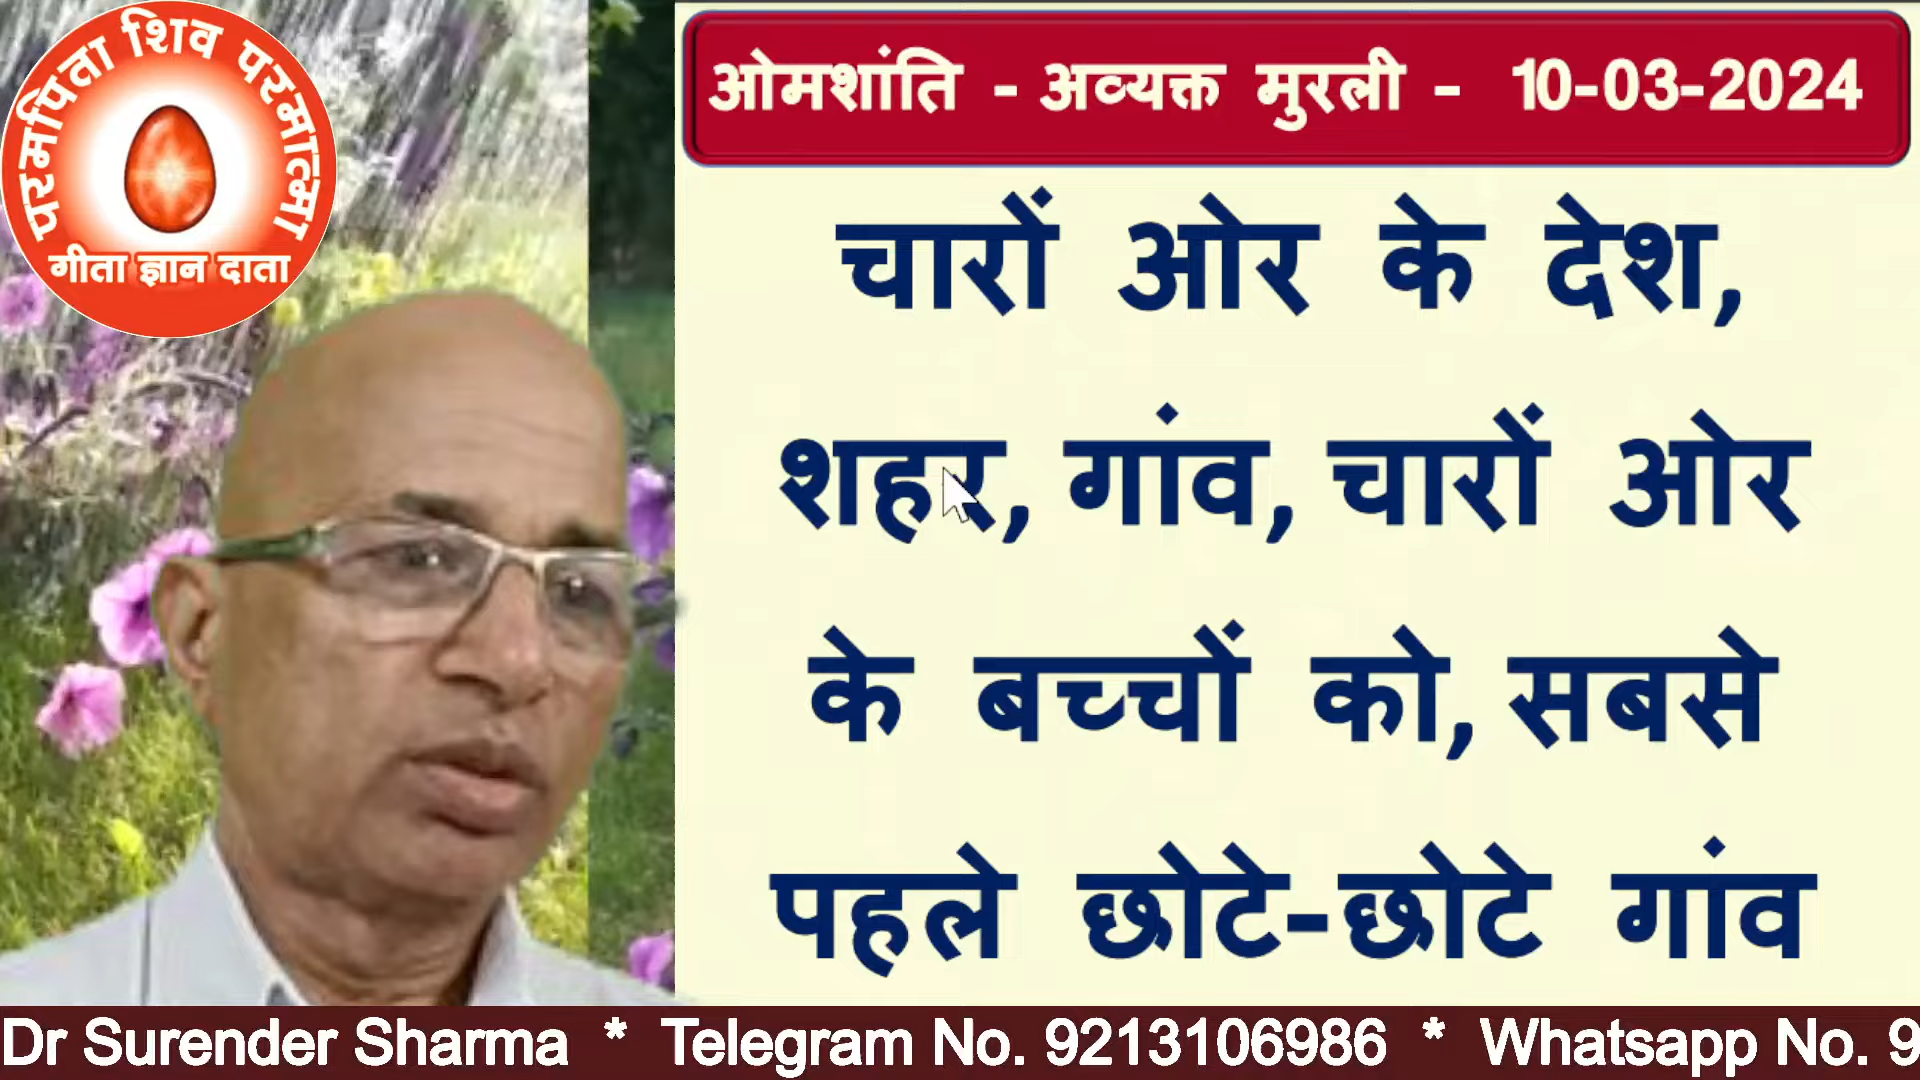 परमपिता शिव परमात्मा
गीता ज्ञान दाता
ओमशांति - अव्यक्त मुरली - 10-03-2024
चारों ओर के देश,
शहर, गांव, चारों ओर
के बच्चों को, सबसे
पहले छोटे-छोटे गांव
Dr Surender Sharma * Telegram No. 9213106986 * Whatsapp No. 9